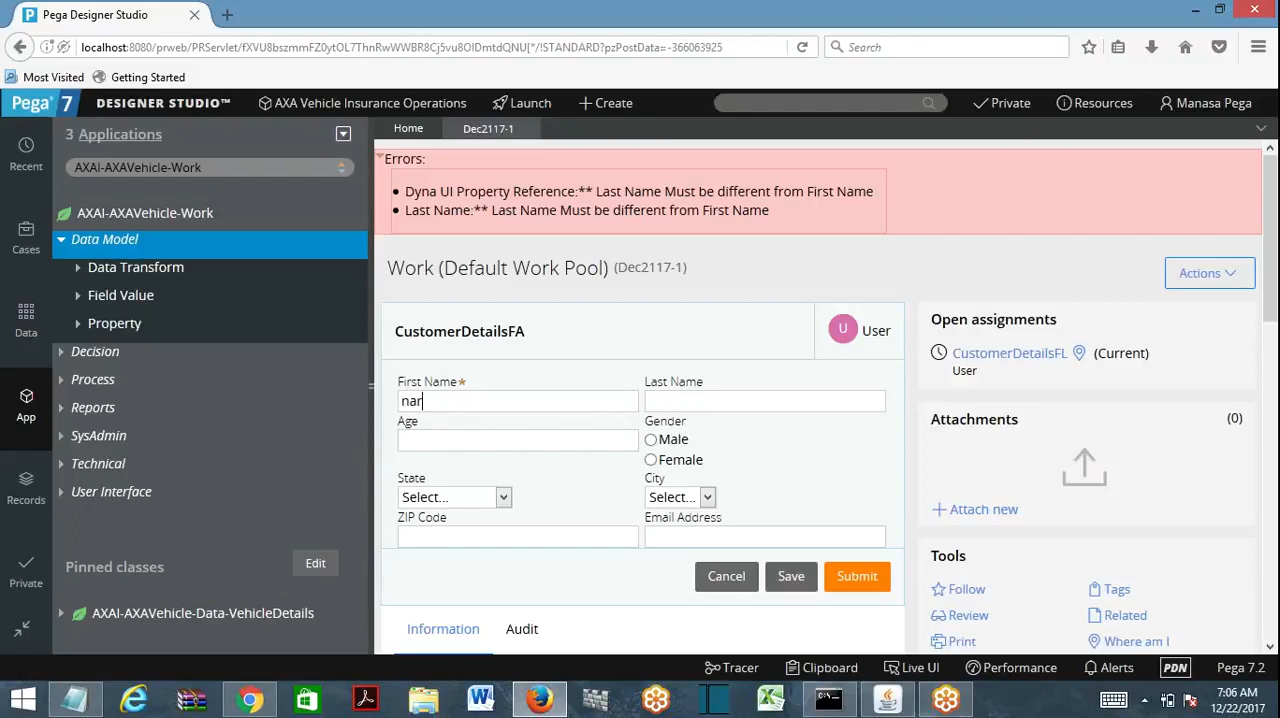 Pega Designer Studio
localhost:8080/prweb/PRServlet/fXVU8bszmmFZ0ytOL7ThnRwWWBR8Cj5vu8OIDmtdQNU[*/!STANDARD?pzPostData=-366063925
Search
Most Visited
Getting Started
Pega 7
DESIGNER STUDIO™
AXA Vehicle Insurance Operations
Launch
Create
Private
Resources
Manasa Pega
Recent
Cases
Data
App
Records
Private
3 Applications
AXAI-AXAVehicle-Work
AXAI-AXAVehicle-Work
Data Model
Data Transform
Field Value
Property
Decision
Process
Reports
SysAdmin
Technical
User Interface
Pinned classes
Edit
AXAI-AXAVehicle-Data-VehicleDetails
Home
Dec2117-1
Errors:
Dyna UI Property Reference:** Last Name Must be different from First Name
Last Name:** Last Name Must be different from First Name
Work (Default Work Pool) (Dec2117-1)
Actions
CustomerDetailsFA
U User
First Name*
Last Name
nar
Age
Gender
Male
Female
State
City
Select...
Select...
ZIP Code
Email Address
Cancel
Save
Submit
Information
Audit
Open assignments
CustomerDetailsFL (Current)
User
Attachments (0)
Attach new
Tools
Follow
Tags
Review
Related
Print
Where am I
Tracer
Clipboard
Live UI
Performance
Alerts
PDN
Pega 7.2
7:06 AM
12/22/2017